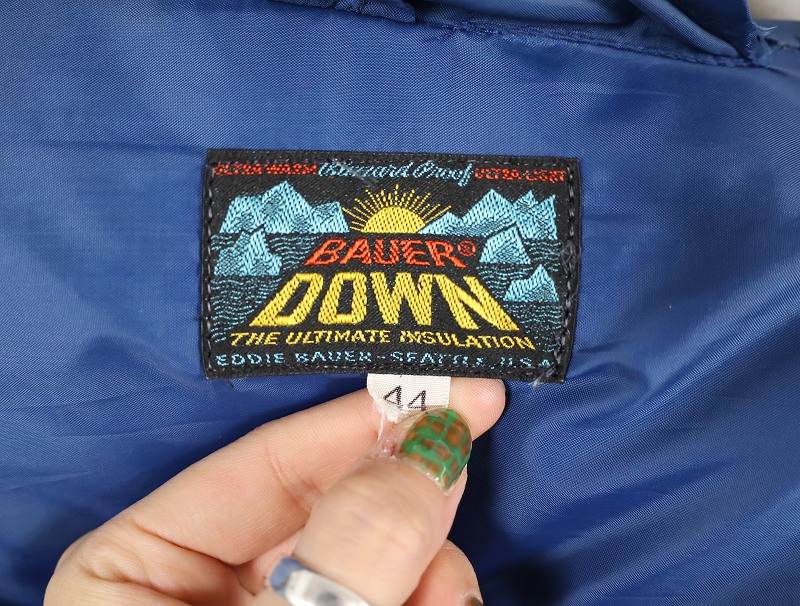 ULTRA WARM Blizzard Proof ULTRA-LIGHT
BAUER®
DOWN
THE ULTIMATE INSULATION
EDDIE BAUER-SEATTLE, U.S.A.
44